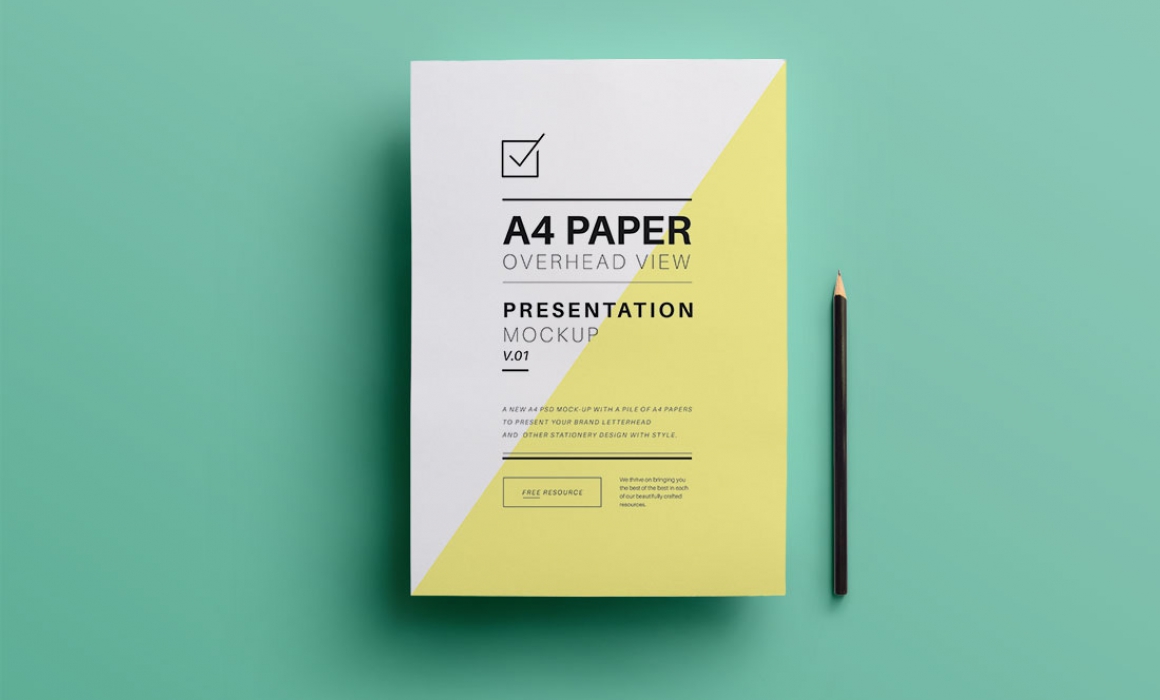 A4 PAPER
OVERHEAD VIEW
PRESENTATION
MOCKUP
V.01
A NEW A4 PSD MOCK-UP WITH A PILE OF A4 PAPERS
TO PRESENT YOUR BRAND LETTERHEAD
AND OTHER STATIONERY DESIGN WITH STYLE.
FREE RESOURCE
We thrive on bringing you
the best of the best in each
of our beautifully crafted
resources.